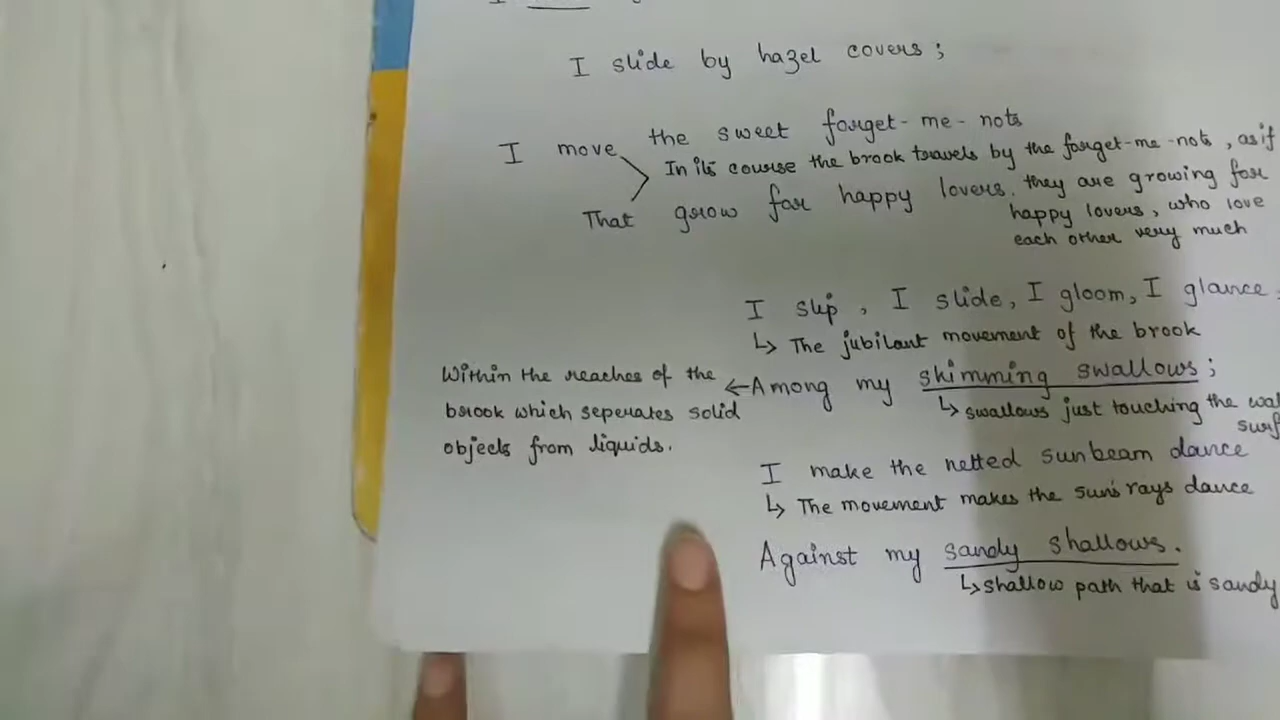 I
I slide by hazel covers;
I move the sweet forget-me-nots
In its course the brook travels by the forget-me-nots, as if
they are growing for
happy lovers, who love
each other very much
That grow for happy lovers.
I slip, I slide, I gloom, I glance
↳ The jubilant movement of the brook
Among my skimming swallows;
Within the reaches of the
brook which seperates solid
objects from liquids.
↳ swallows just touching the
I make the netted sunbeam dance
↳ The movement makes the sun's rays dance
Against my sandy shallows.
↳ shallow path that is sandy